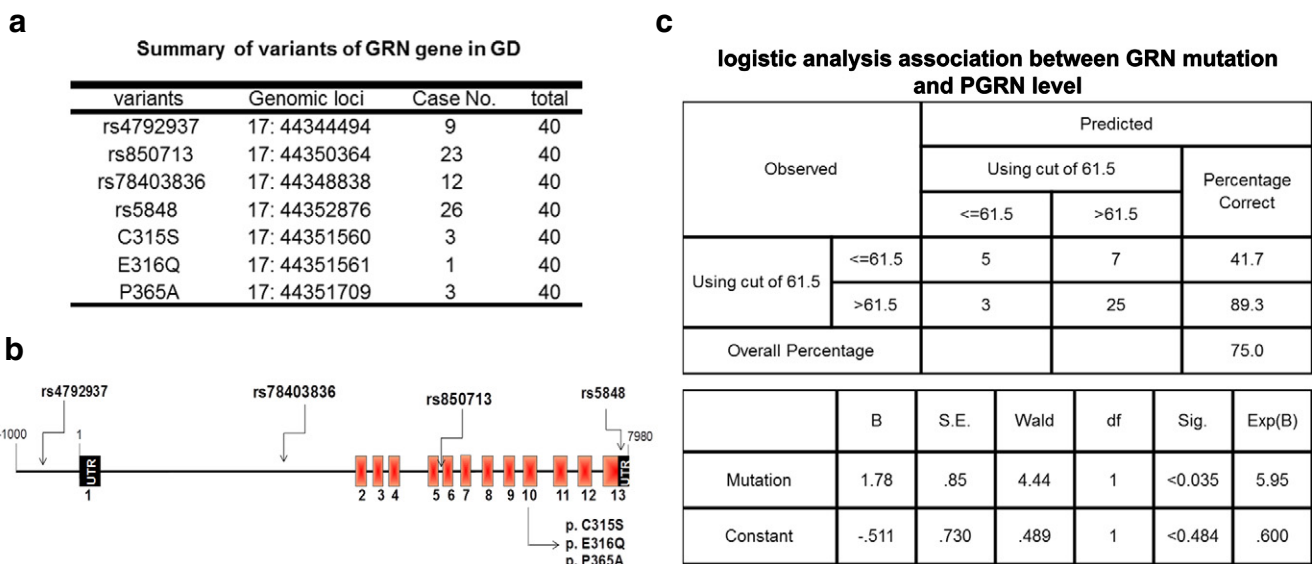 a
Summary of variants of GRN gene in GD
variants Genomic loci Case No. total
rs4792937 17: 44344494 9 40
rs850713 17: 44350364 23 40
rs78403836 17: 44348838 12 40
rs5848 17: 44352876 26 40
C315S 17: 44351560 3 40
E316Q 17: 44351561 1 40
P365A 17: 44351709 3 40
b
rs4792937 rs78403836 rs850713 rs5848
-1000 1 7980
UTR UTR
1 2 3 4 5 6 7 8 9 10 11 12 13
p. C315S
p. E316Q
p. P365A
c
logistic analysis association between GRN mutation
and PGRN level
Observed Predicted
Using cut of 61.5 Percentage Correct
<=61.5 >61.5
Using cut of 61.5 <=61.5 5 7 41.7
>61.5 3 25 89.3
Overall Percentage 75.0
B S.E. Wald df Sig. Exp(B)
Mutation 1.78 .85 4.44 1 <0.035 5.95
Constant -.511 .730 .489 1 <0.484 .600